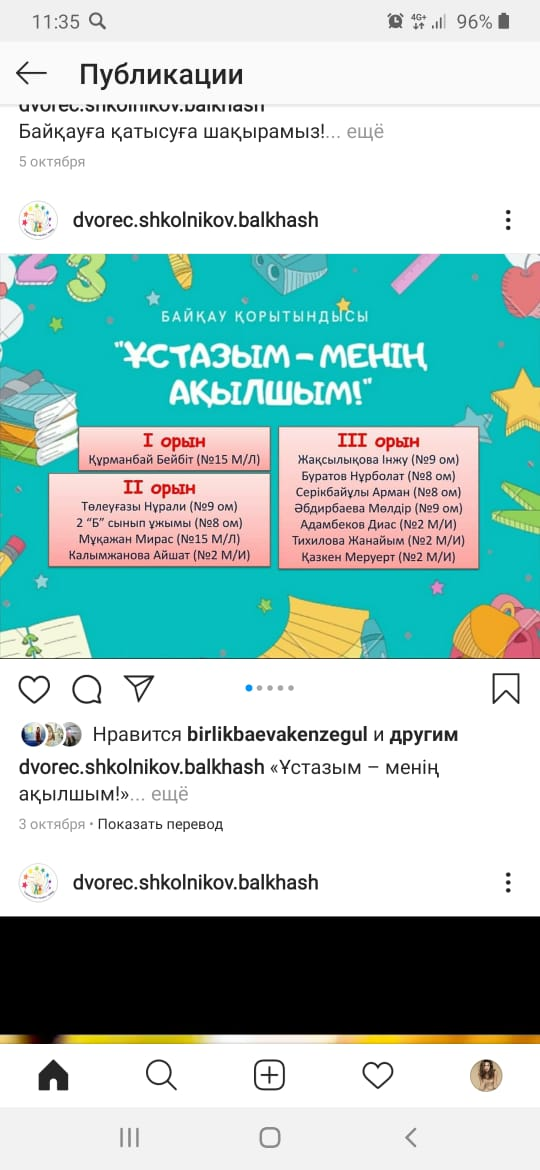 11:35
4G+
96%
Публикации
dvorec.shkolnikov.balkhash
Байқауға қатысуға шақырамыз!... ещё
5 октября
dvorec.shkolnikov.balkhash
2 3
БАЙҚАУ ҚОРЫТЫНДЫСЫ
"ҰСТАЗЫМ – МЕНІҢ
АҚЫЛШЫМ!"
I орын
Құрманбай Бейбіт (№15 М/Л)
II орын
Төлеуғазы Нұрали (№9 ом)
2 "Б" сынып ұжымы (№8 ом)
Мұқажан Мирас (№15 М/Л)
Калымжанова Айшат (№2 М/И)
III орын
Жақсылықова Інжу (№9 ом)
Буратов Нұрболат (№8 ом)
Серікбайұлы Арман (№8 ом)
Әбдирбаева Мөлдір (№9 ом)
Адамбеков Диас (№2 М/И)
Тихилова Жанайым (№2 М/И)
Қазкен Меруерт (№2 М/И)
Нравится birlikbaevakenzegul и другим
dvorec.shkolnikov.balkhash «Ұстазым – менің
ақылшым!»... ещё
3 октября • Показать перевод
dvorec.shkolnikov.balkhash